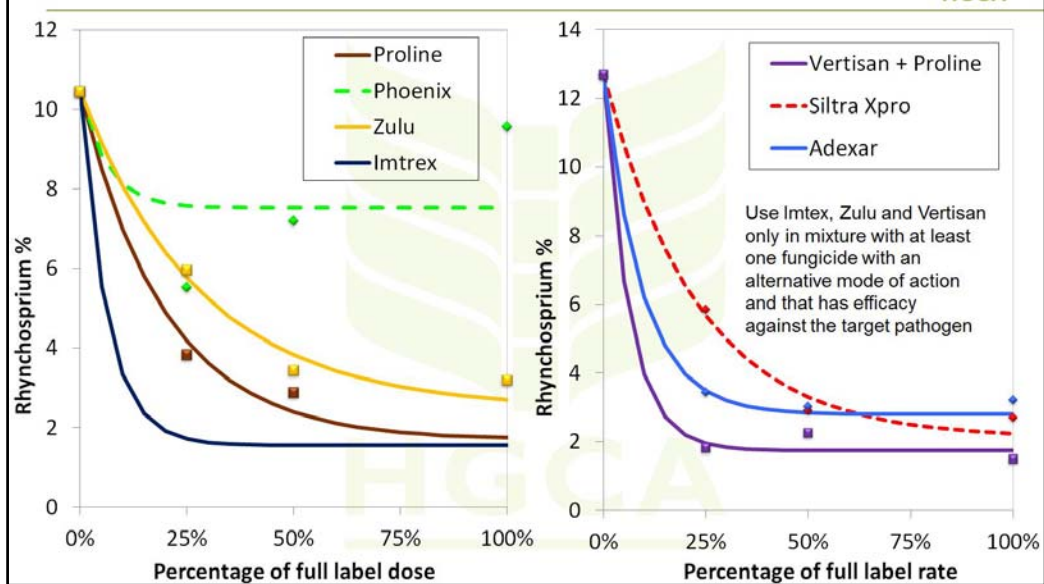 HGCA
12
10
8
6
4
2
0
Rhynchosprium %
Proline
Phoenix
Zulu
Imtrex
0%
25%
50%
75%
100%
Percentage of full label dose
14
12
10
8
6
4
2
0
Rhynchosprium %
Vertisan + Proline
Siltra Xpro
Adexar
Use Imtex, Zulu and Vertisan
only in mixture with at least
one fungicide with an
alternative mode of action
and that has efficacy
against the target pathogen
0%
25%
50%
75%
100%
Percentage of full label rate